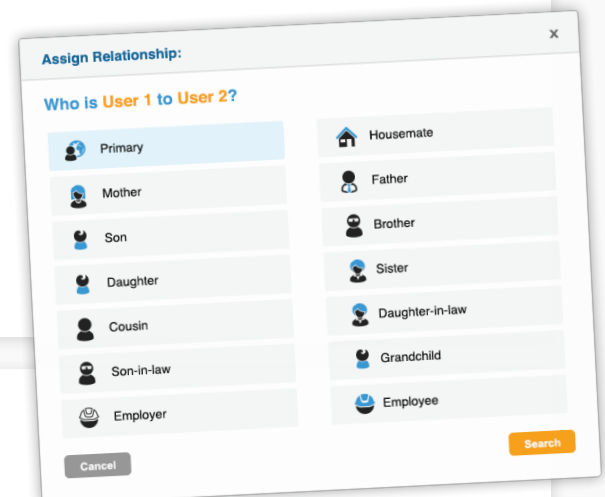 Assign Relationship:
x
Who is User 1 to User 2?
Primary
Mother
Son
Daughter
Cousin
Son-in-law
Employer
Housemate
Father
Brother
Sister
Daughter-in-law
Grandchild
Employee
Cancel
Search